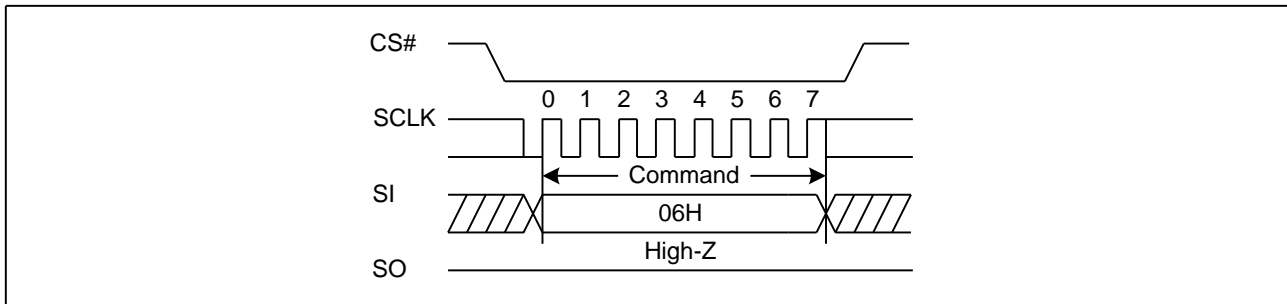 CS#
0 1 2 3 4 5 6 7
SCLK
Command
SI
06H
High-Z
SO